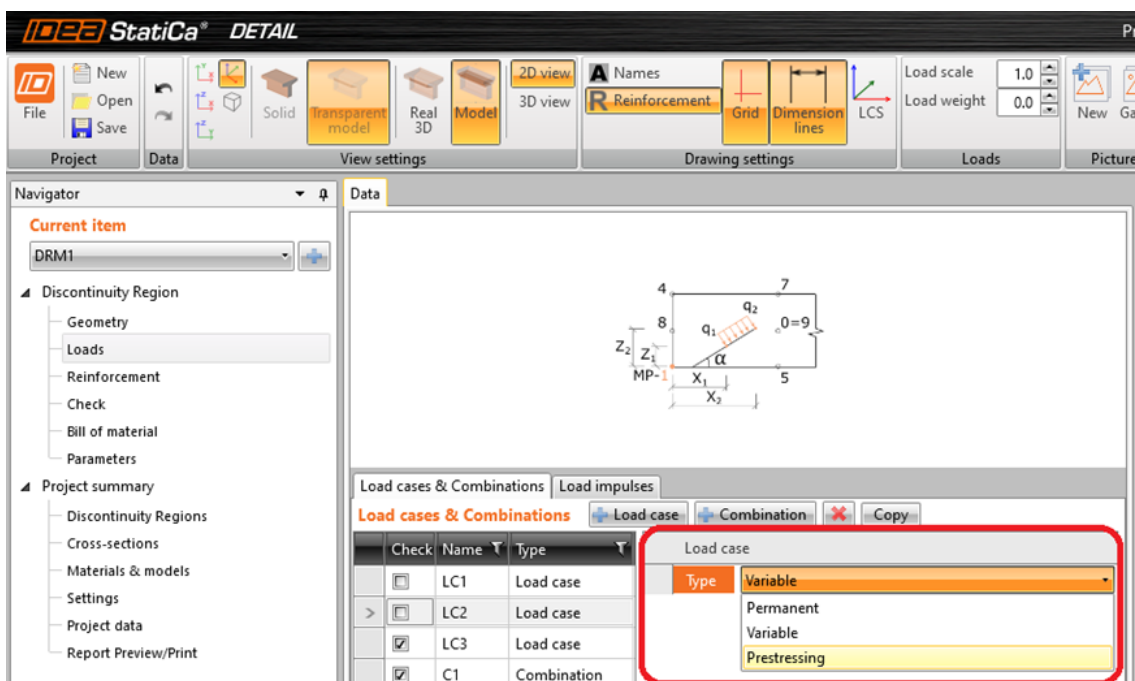 IDEA StatiCa® DETAIL
Pr
File
New
Open
Save
Project
Data
Solid
Transparent
model
Real
3D
Model
2D view
3D view
View settings
Names
Reinforcement
Grid
Dimension
lines
LCS
Drawing settings
Load scale 1.0
Load weight 0.0
Loads
New Ga
Picture
Navigator
Current item
DRM1
Discontinuity Region
Geometry
Loads
Reinforcement
Check
Bill of material
Parameters
Project summary
Discontinuity Regions
Cross-sections
Materials & models
Settings
Project data
Report Preview/Print
Data
4 7
q2
8 q1 0=9
Z2 Z1 α
MP-1 X1 5
X2
Load cases & Combinations Load impulses
Load cases & Combinations Load case Combination Copy
Check Name Type
LC1 Load case
> LC2 Load case
LC3 Load case
C1 Combination
Load case
Type Variable
Permanent
Variable
Prestressing